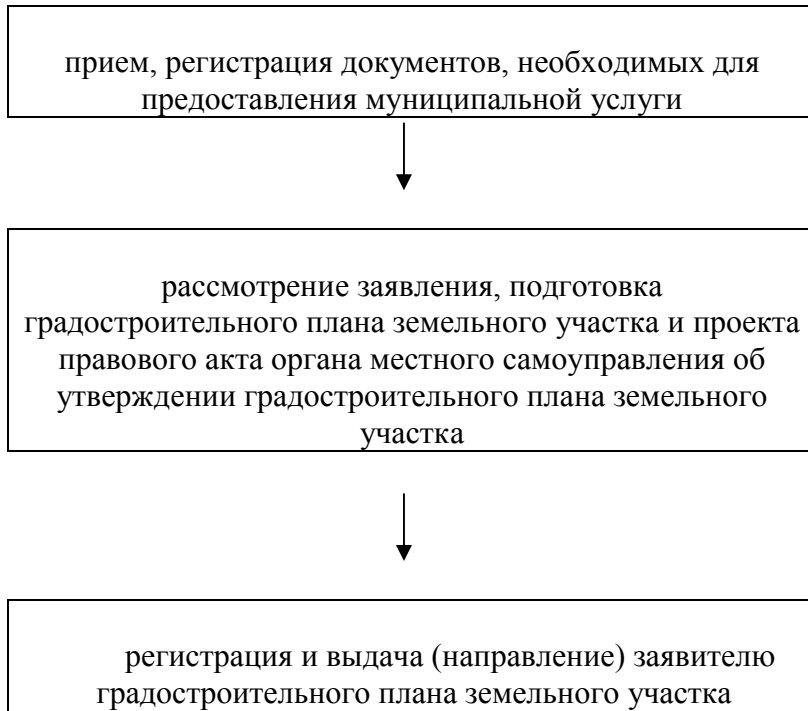 прием, регистрация документов, необходимых для
предоставления муниципальной услуги
рассмотрение заявления, подготовка
градостроительного плана земельного участка и проекта
правового акта органа местного самоуправления об
утверждении градостроительного плана земельного
участка
регистрация и выдача (направление) заявителю
градостроительного плана земельного участка